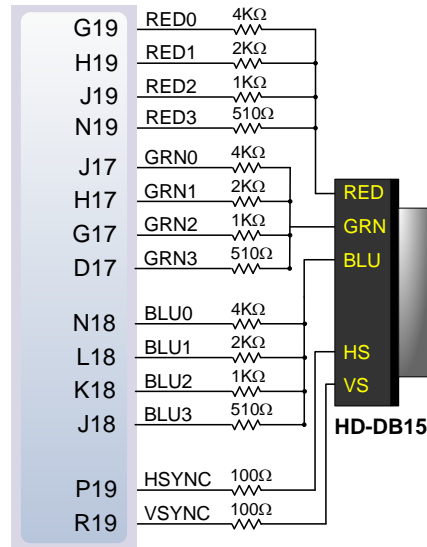 G19 RED0 4KΩ
H19 RED1 2KΩ
J19 RED2 1KΩ
N19 RED3 510Ω
J17 GRN0 4KΩ
H17 GRN1 2KΩ
G17 GRN2 1KΩ
D17 GRN3 510Ω
N18 BLU0 4KΩ
L18 BLU1 2KΩ
K18 BLU2 1KΩ
J18 BLU3 510Ω
P19 HSYNC 100Ω
R19 VSYNC 100Ω
RED
GRN
BLU
HS
VS
HD-DB15